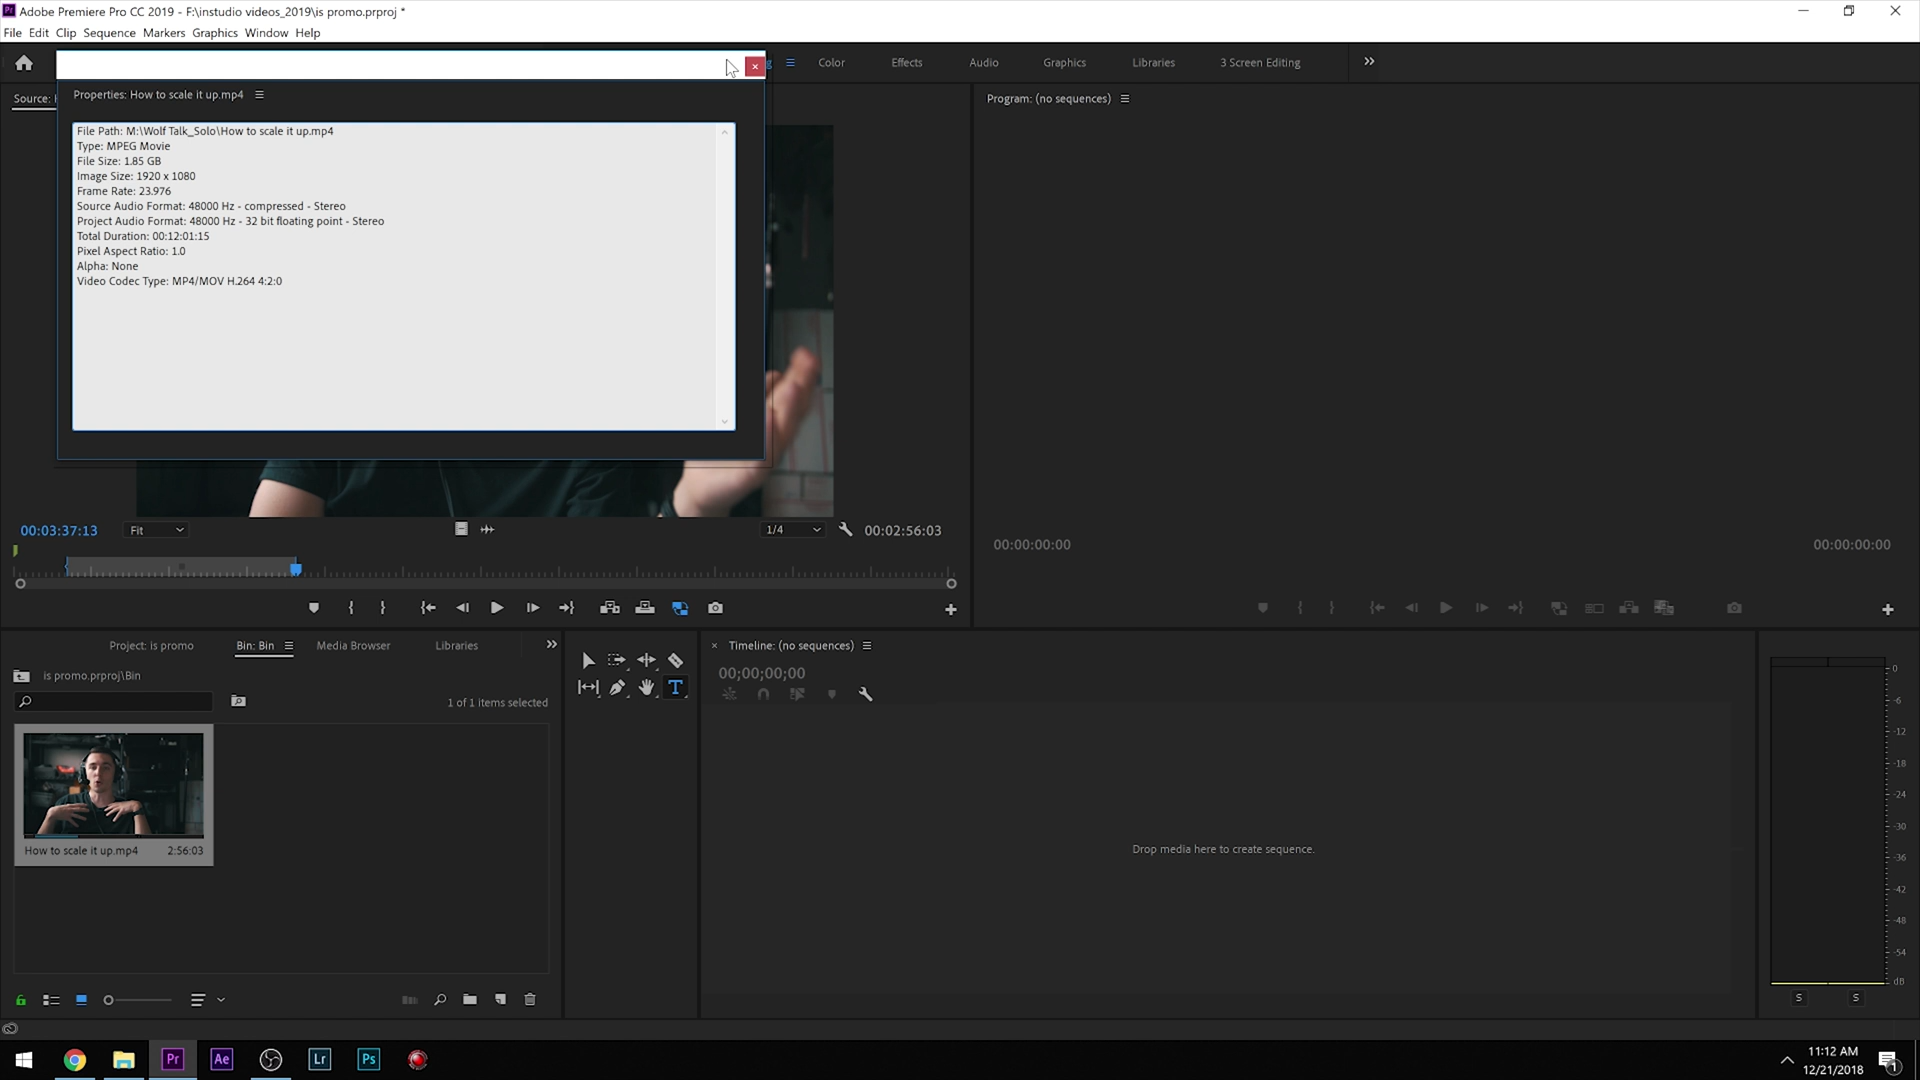 Adobe Premiere Pro CC 2019 - F:\instudio videos_2019\is promo.prproj *
File Edit Clip Sequence Markers Graphics Window Help
Color Effects Audio Graphics Libraries 3 Screen Editing
Properties: How to scale it up.mp4
Source:
Program: (no sequences)
File Path: M:\Wolf Talk_Solo\How to scale it up.mp4
Type: MPEG Movie
File Size: 1.85 GB
Image Size: 1920 x 1080
Frame Rate: 23.976
Source Audio Format: 48000 Hz - compressed - Stereo
Project Audio Format: 48000 Hz - 32 bit floating point - Stereo
Total Duration: 00:12:01:15
Pixel Aspect Ratio: 1.0
Alpha: None
Video Codec Type: MP4/MOV H.264 4:2:0
00:03:37:13 Fit 1/4 00:02:56:03
00:00:00:00 00:00:00:00
Project: is promo Bin: Bin Media Browser Libraries
Timeline: (no sequences)
is promo.prproj\Bin
00;00;00;00
1 of 1 items selected
How to scale it up.mp4 2:56:03
Drop media here to create sequence.
0
-6
-12
-18
-24
-30
-36
-42
-48
-54
dB
S S
Pr Ae Lr Ps
11:12 AM
12/21/2018
1